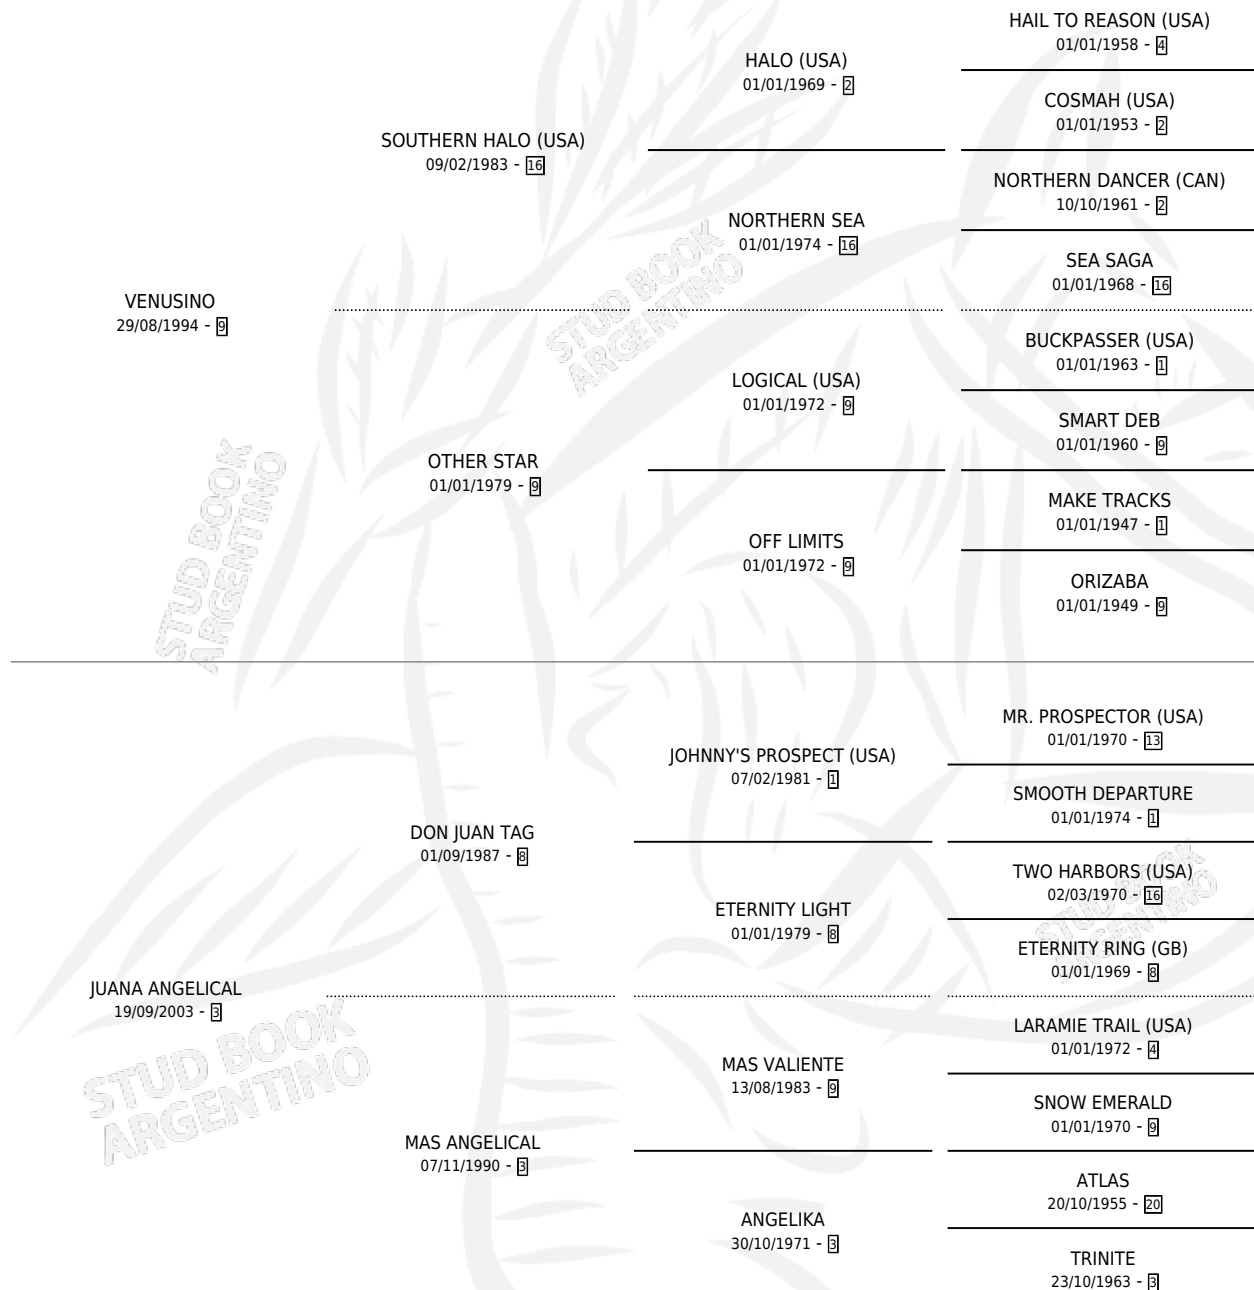 HAIL TO REASON (USA)
01/01/1958 - 4
HALO (USA)
01/01/1969 - 2
COSMAH (USA)
01/01/1953 - 2
SOUTHERN HALO (USA)
09/02/1983 - 16
NORTHERN DANCER (CAN)
10/10/1961 - 2
NORTHERN SEA
01/01/1974 - 16
SEA SAGA
01/01/1968 - 16
VENUSINO
29/08/1994 - 9
BUCKPASSER (USA)
01/01/1963 - 1
LOGICAL (USA)
01/01/1972 - 9
SMART DEB
01/01/1960 - 9
OTHER STAR
01/01/1979 - 9
MAKE TRACKS
01/01/1947 - 1
OFF LIMITS
01/01/1972 - 9
ORIZABA
01/01/1949 - 9
MR. PROSPECTOR (USA)
01/01/1970 - 13
JOHNNY'S PROSPECT (USA)
07/02/1981 - 1
SMOOTH DEPARTURE
01/01/1974 - 1
DON JUAN TAG
01/09/1987 - 8
TWO HARBORS (USA)
02/03/1970 - 16
ETERNITY LIGHT
01/01/1979 - 8
ETERNITY RING (GB)
01/01/1969 - 8
JUANA ANGELICAL
19/09/2003 - 3
LARAMIE TRAIL (USA)
01/01/1972 - 4
MAS VALIENTE
13/08/1983 - 9
SNOW EMERALD
01/01/1970 - 9
MAS ANGELICAL
07/11/1990 - 3
ATLAS
20/10/1955 - 20
ANGELIKA
30/10/1971 - 3
TRINITE
23/10/1963 - 3
STUD BOOK
ARGENTINO
STUD BOOK
ARGENTINO
STUD BOOK
ARGENTINO
STUD BOOK
ARGENTINO